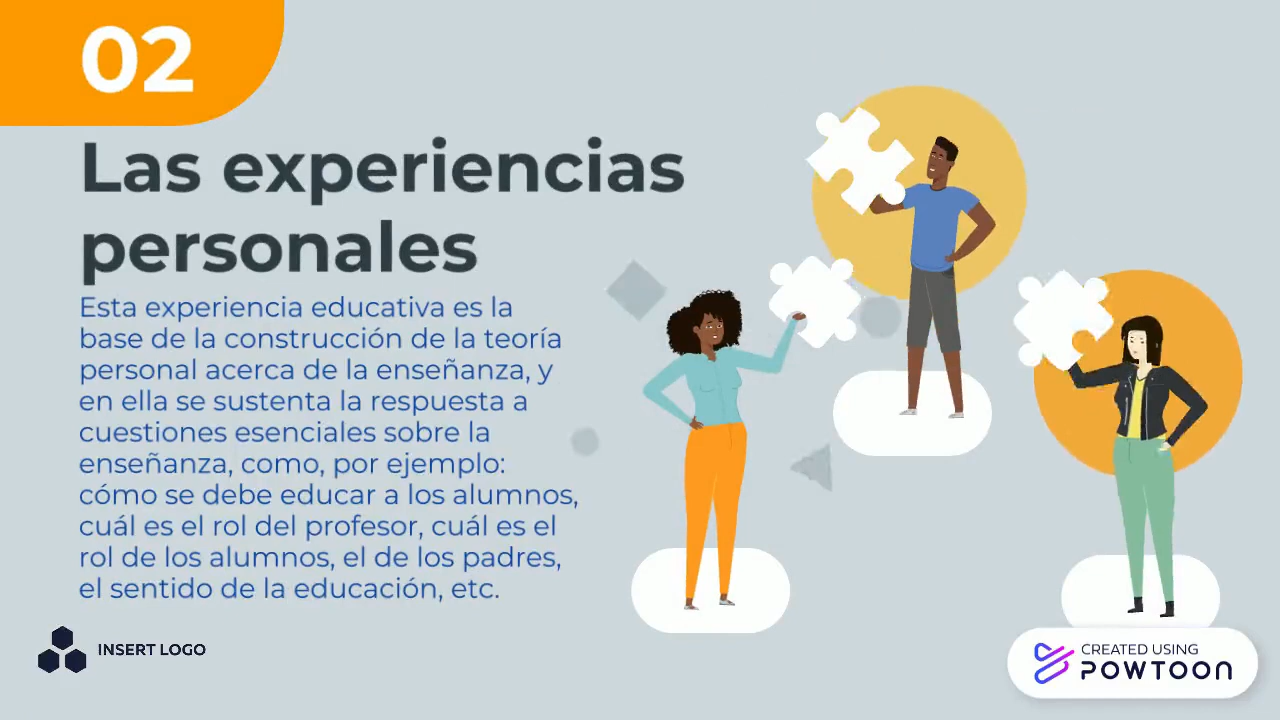 02
Las experiencias
personales
Esta experiencia educativa es la
base de la construcción de la teoría
personal acerca de la enseñanza, y
en ella se sustenta la respuesta a
cuestiones esenciales sobre la
enseñanza, como, por ejemplo:
cómo se debe educar a los alumnos,
cuál es el rol del profesor, cuál es el
rol de los alumnos, el de los padres,
el sentido de la educación, etc.
INSERT LOGO
CREATED USING
POWTOON